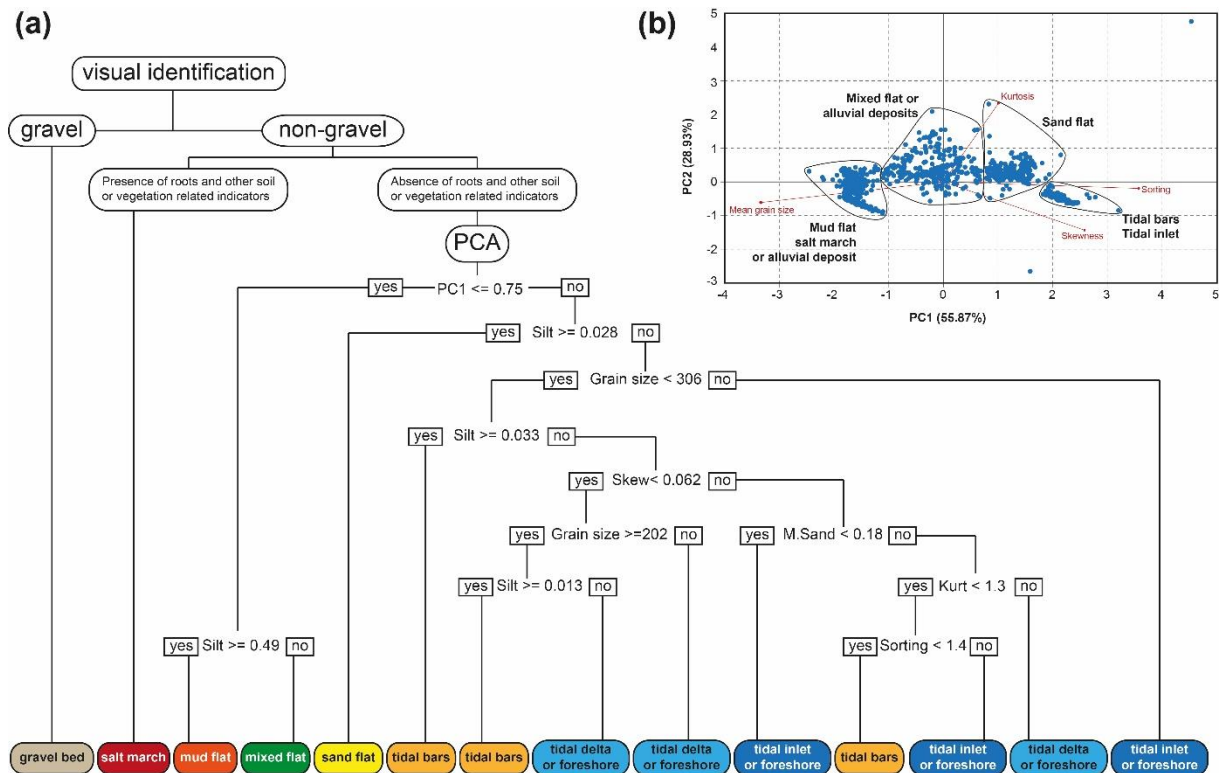 (a)
visual identification
gravel
non-gravel
Presence of roots and other soil
or vegetation related indicators
Absence of roots and other soil
or vegetation related indicators
PCA
yes PC1 <= 0.75 no
yes Silt >= 0.028 no
yes Grain size < 306 no
yes Silt >= 0.033 no
yes Skew< 0.062 no
yes Grain size >=202 no
yes M.Sand < 0.18 no
yes Silt >= 0.013 no
yes Kurt < 1.3 no
yes Silt >= 0.49 no
yes Sorting < 1.4 no
gravel bed
salt march
mud flat
mixed flat
sand flat
tidal bars
tidal bars
tidal delta
or foreshore
tidal delta
or foreshore
tidal inlet
or foreshore
tidal bars
tidal inlet
or foreshore
tidal delta
or foreshore
tidal inlet
or foreshore
(b)
5
4
3
2
1
0
-1
-2
-3
PC2 (28.93%)
Mixed flat or
alluvial deposits
Kurtosis
Sand flat
Sorting
Mean grain size
Skewness
Mud flat
salt march
or alluvial deposit
Tidal bars
Tidal inlet
-4 -3 -2 -1 0 1 2 3 4 5
PC1 (55.87%)